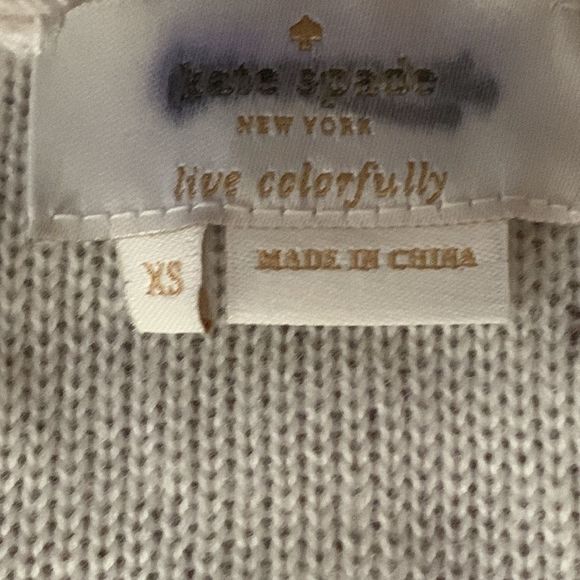 kate spade
NEW YORK
live colorfully
XS
MADE IN CHINA